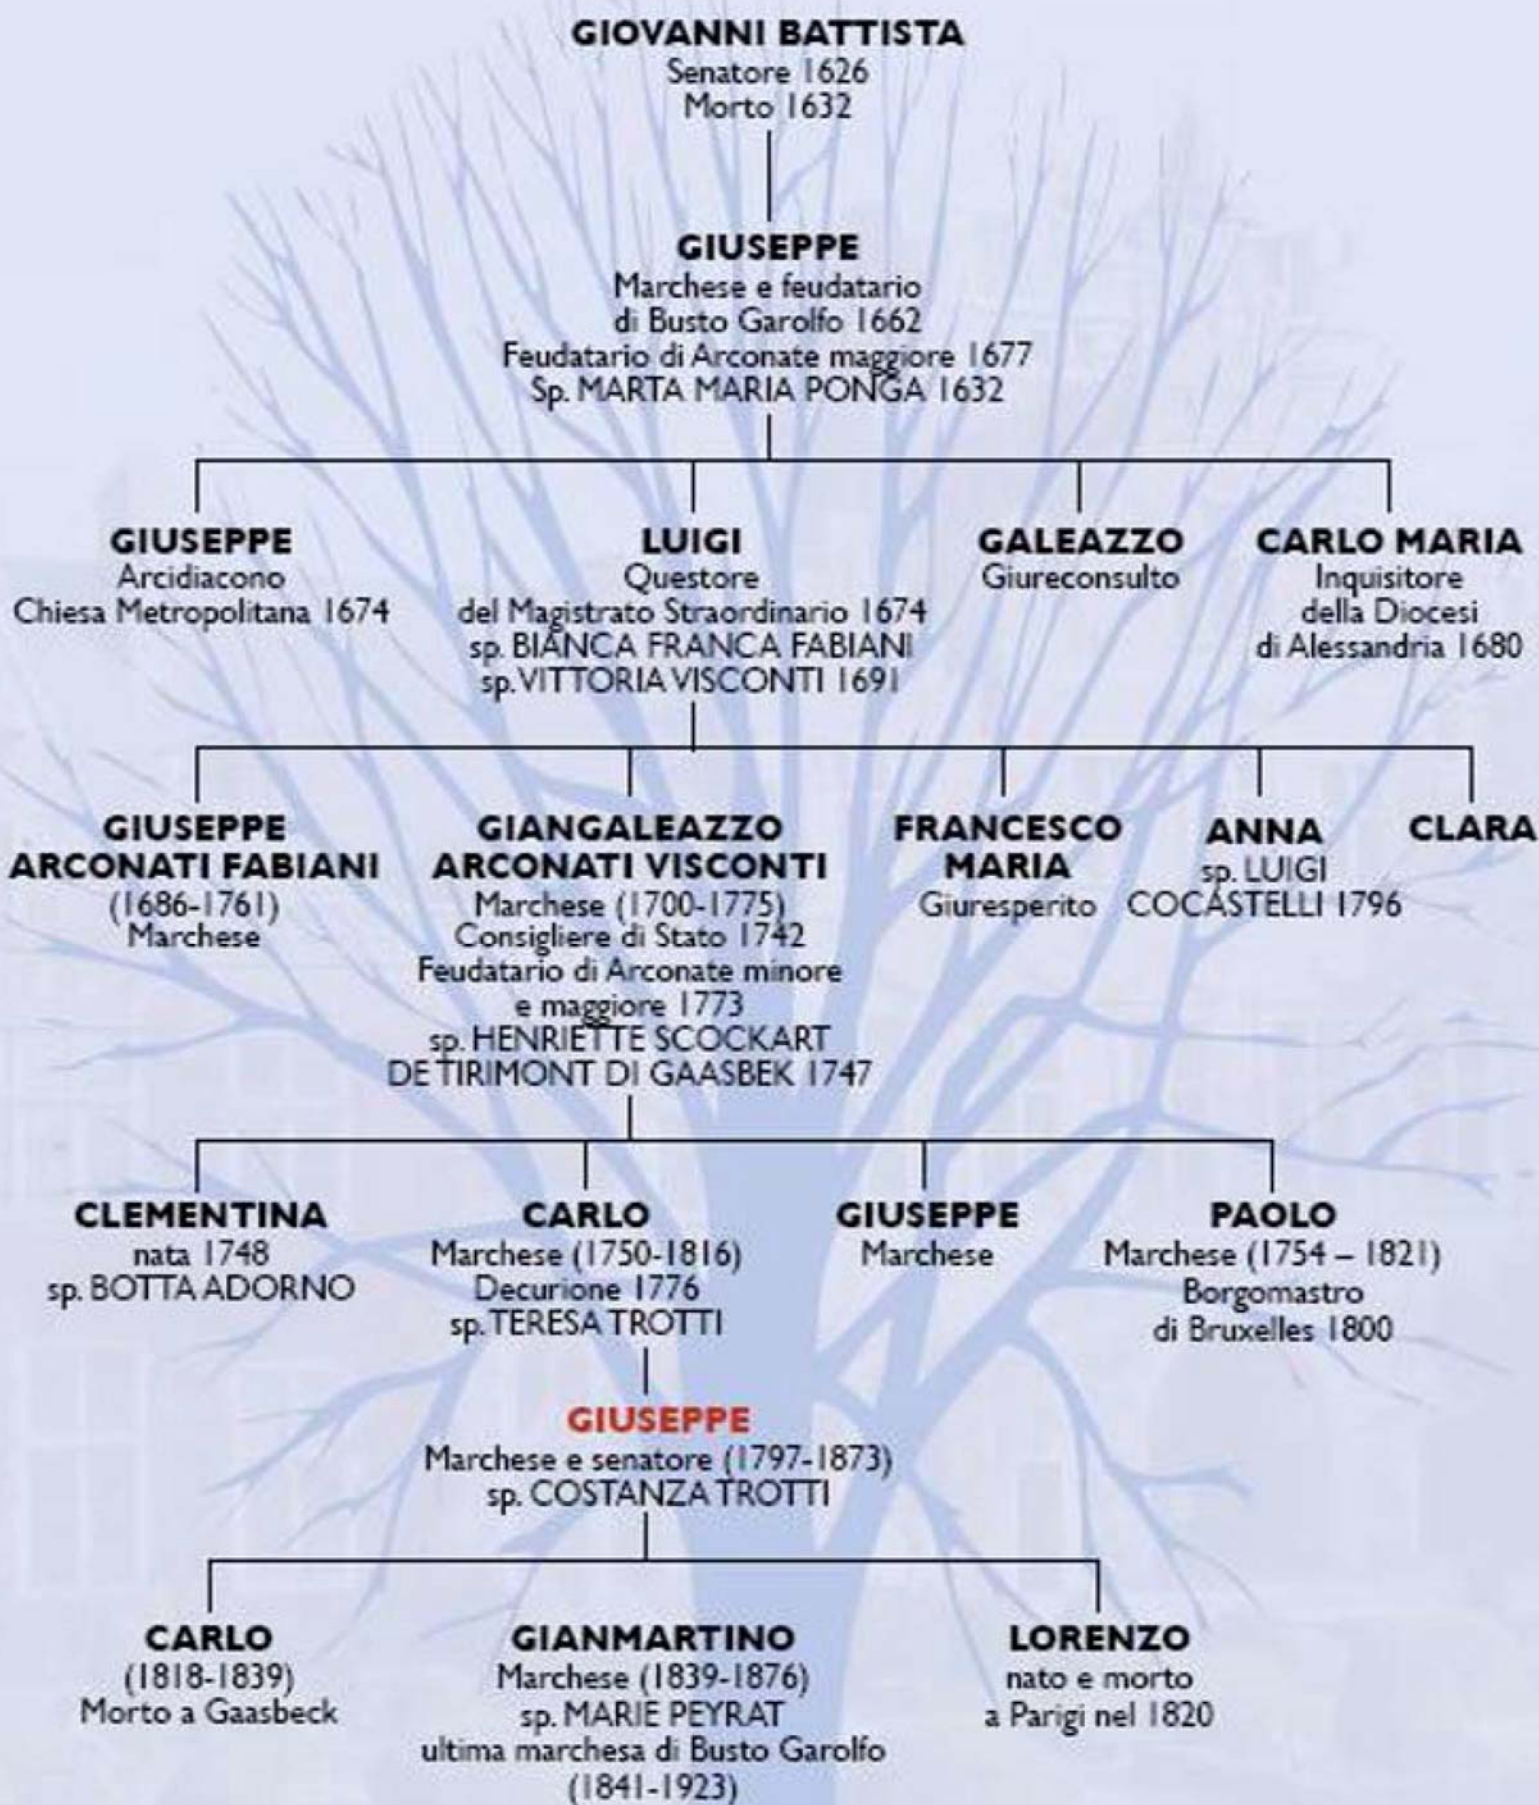 GIOVANNI BATTISTA
Senatore 1626
Morto 1632
GIUSEPPE
Marchese e feudatario
di Busto Garolfo 1662
Feudatario di Arconate maggiore 1677
Sp. MARTA MARIA PONGA 1632
GIUSEPPE
Arcidiacono
Chiesa Metropolitana 1674
LUIGI
Questore
del Magistrato Straordinario 1674
sp. BIANCA FRANCA FABIANI
sp. VITTORIA VISCONTI 1691
GALEAZZO
Giureconsulto
CARLO MARIA
Inquisitore
della Diocesi
di Alessandria 1680
GIUSEPPE
ARCONATI FABIANI
(1686-1761)
Marchese
GIANGALEAZZO
ARCONATI VISCONTI
Marchese (1700-1775)
Consigliere di Stato 1742
Feudatario di Arconate minore
e maggiore 1773
sp. HENRIETTE SCOCKART
DE TIRIMONT DI GAASBEK 1747
FRANCESCO
MARIA
Giuresperito
ANNA
sp. LUIGI
COCASTELLI 1796
CLARA
CLEMENTINA
nata 1748
sp. BOTTA ADORNO
CARLO
Marchese (1750-1816)
Decurione 1776
sp. TERESA TROTTI
GIUSEPPE
Marchese
PAOLO
Marchese (1754 – 1821)
Borgomastro
di Bruxelles 1800
GIUSEPPE
Marchese e senatore (1797-1873)
sp. COSTANZA TROTTI
CARLO
(1818-1839)
Morto a Gaasbeck
GIANMARTINO
Marchese (1839-1876)
sp. MARIE PEYRAT
ultima marchesa di Busto Garolfo
(1841-1923)
LORENZO
nato e morto
a Parigi nel 1820